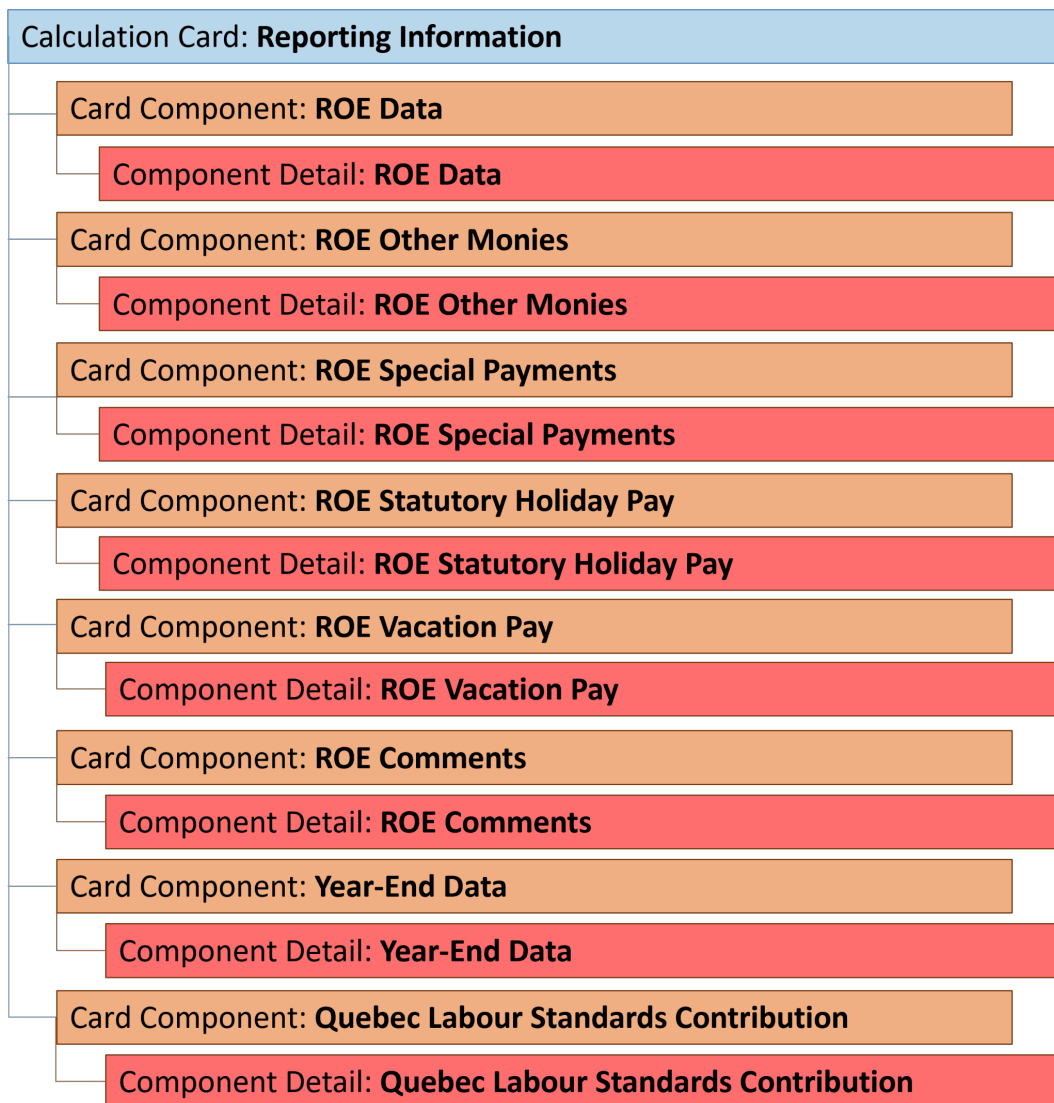 Calculation Card: Reporting Information
Card Component: ROE Data
Component Detail: ROE Data
Card Component: ROE Other Monies
Component Detail: ROE Other Monies
Card Component: ROE Special Payments
Component Detail: ROE Special Payments
Card Component: ROE Statutory Holiday Pay
Component Detail: ROE Statutory Holiday Pay
Card Component: ROE Vacation Pay
Component Detail: ROE Vacation Pay
Card Component: ROE Comments
Component Detail: ROE Comments
Card Component: Year-End Data
Component Detail: Year-End Data
Card Component: Quebec Labour Standards Contribution
Component Detail: Quebec Labour Standards Contribution